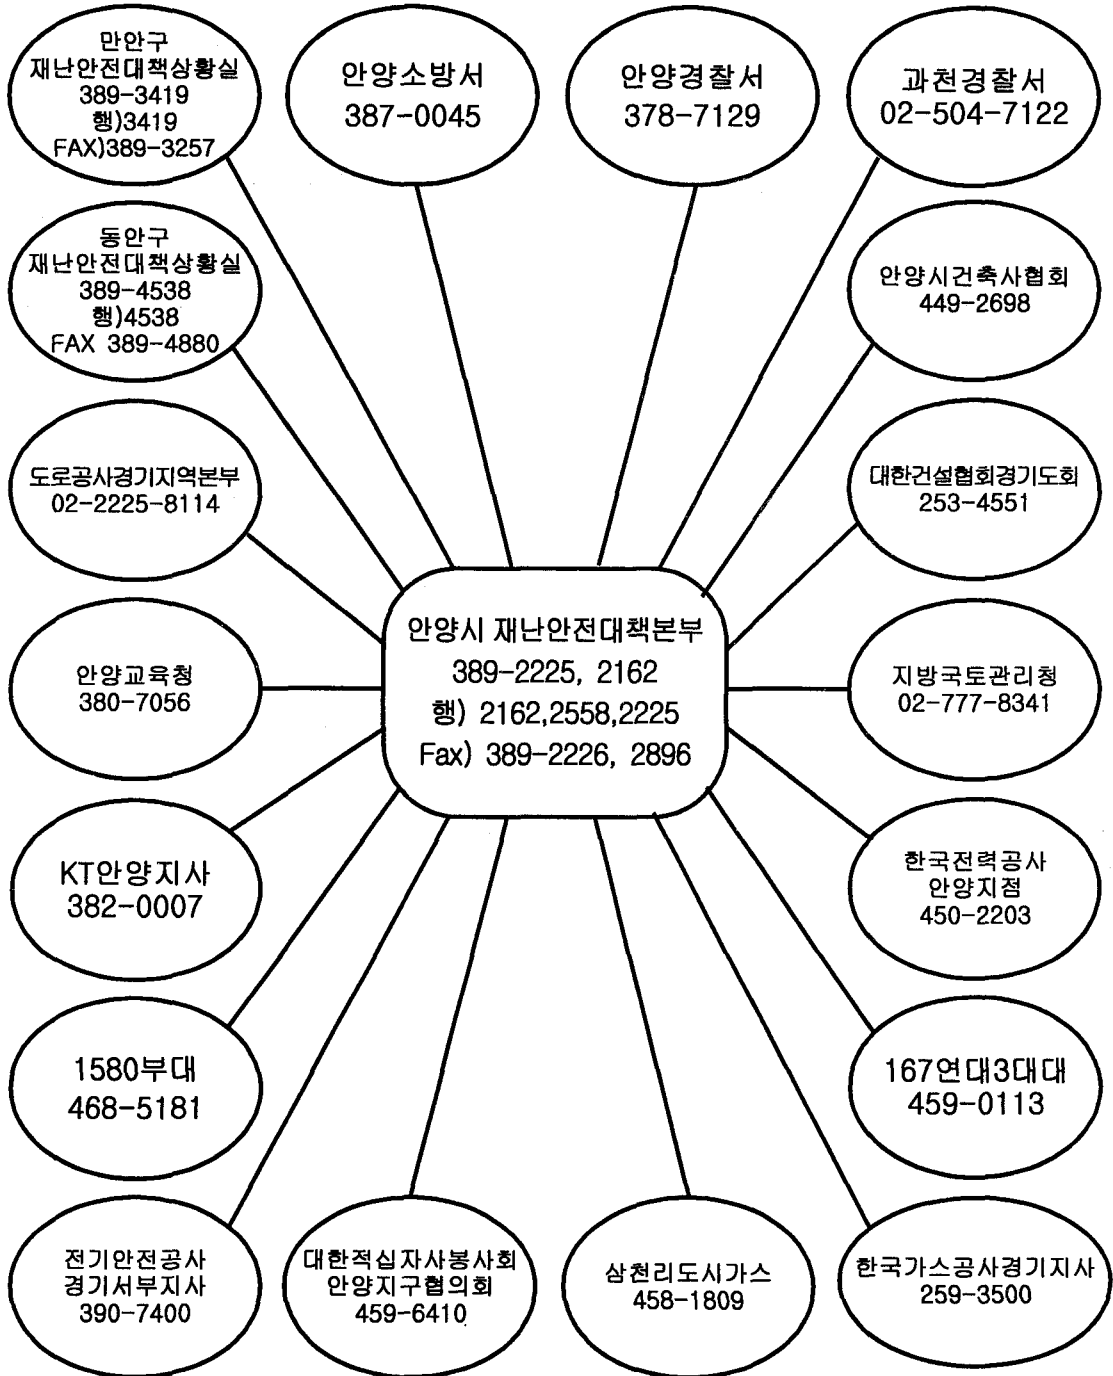 만안구
재난안전대책상황실
389-3419
행)3419
FAX)389-3257
안양소방서
387-0045
안양경찰서
378-7129
과천경찰서
02-504-7122
동안구
재난안전대책상황실
389-4538
행)4538
FAX 389-4880
안양시건축사협회
449-2698
도로공사경기지역본부
02-2225-8114
대한건설협회경기도회
253-4551
안양시 재난안전대책본부
389-2225, 2162
행) 2162,2558,2225
Fax) 389-2226, 2896
안양교육청
380-7056
지방국토관리청
02-777-8341
KT안양지사
382-0007
한국전력공사
안양지점
450-2203
1580부대
468-5181
167연대3대대
459-0113
전기안전공사
경기서부지사
390-7400
대한적십자사봉사회
안양지구협의회
459-6410
삼천리도시가스
458-1809
한국가스공사경기지사
259-3500